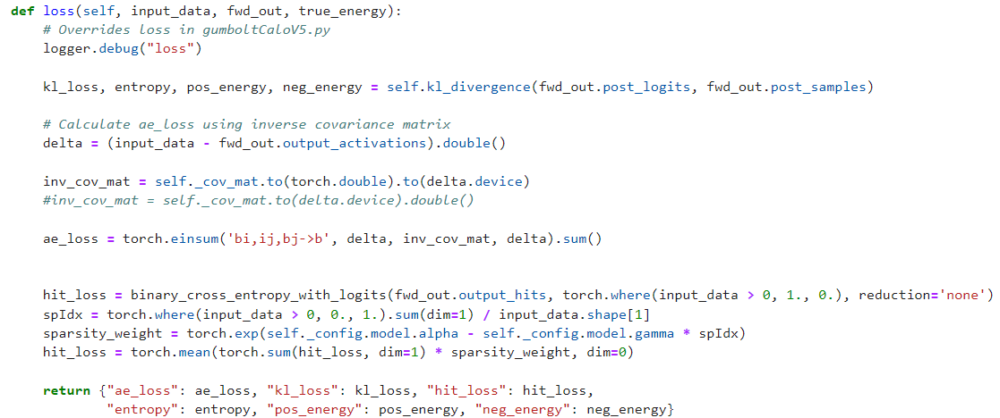 def loss(self, input_data, fwd_out, true_energy):
    # Overrides loss in gumboltCaloV5.py
    logger.debug("loss")

    kl_loss, entropy, pos_energy, neg_energy = self.kl_divergence(fwd_out.post_logits, fwd_out.post_samples)

    # Calculate ae_loss using inverse covariance matrix
    delta = (input_data - fwd_out.output_activations).double()

    inv_cov_mat = self._cov_mat.to(torch.double).to(delta.device)
    #inv_cov_mat = self._cov_mat.to(delta.device).double()

    ae_loss = torch.einsum('bi,ij,bj->b', delta, inv_cov_mat, delta).sum()


    hit_loss = binary_cross_entropy_with_logits(fwd_out.output_hits, torch.where(input_data > 0, 1., 0.), reduction='none')
    spIdx = torch.where(input_data > 0, 0., 1.).sum(dim=1) / input_data.shape[1]
    sparsity_weight = torch.exp(self._config.model.alpha - self._config.model.gamma * spIdx)
    hit_loss = torch.mean(torch.sum(hit_loss, dim=1) * sparsity_weight, dim=0)

    return {"ae_loss": ae_loss, "kl_loss": kl_loss, "hit_loss": hit_loss,
            "entropy": entropy, "pos_energy": pos_energy, "neg_energy": neg_energy}